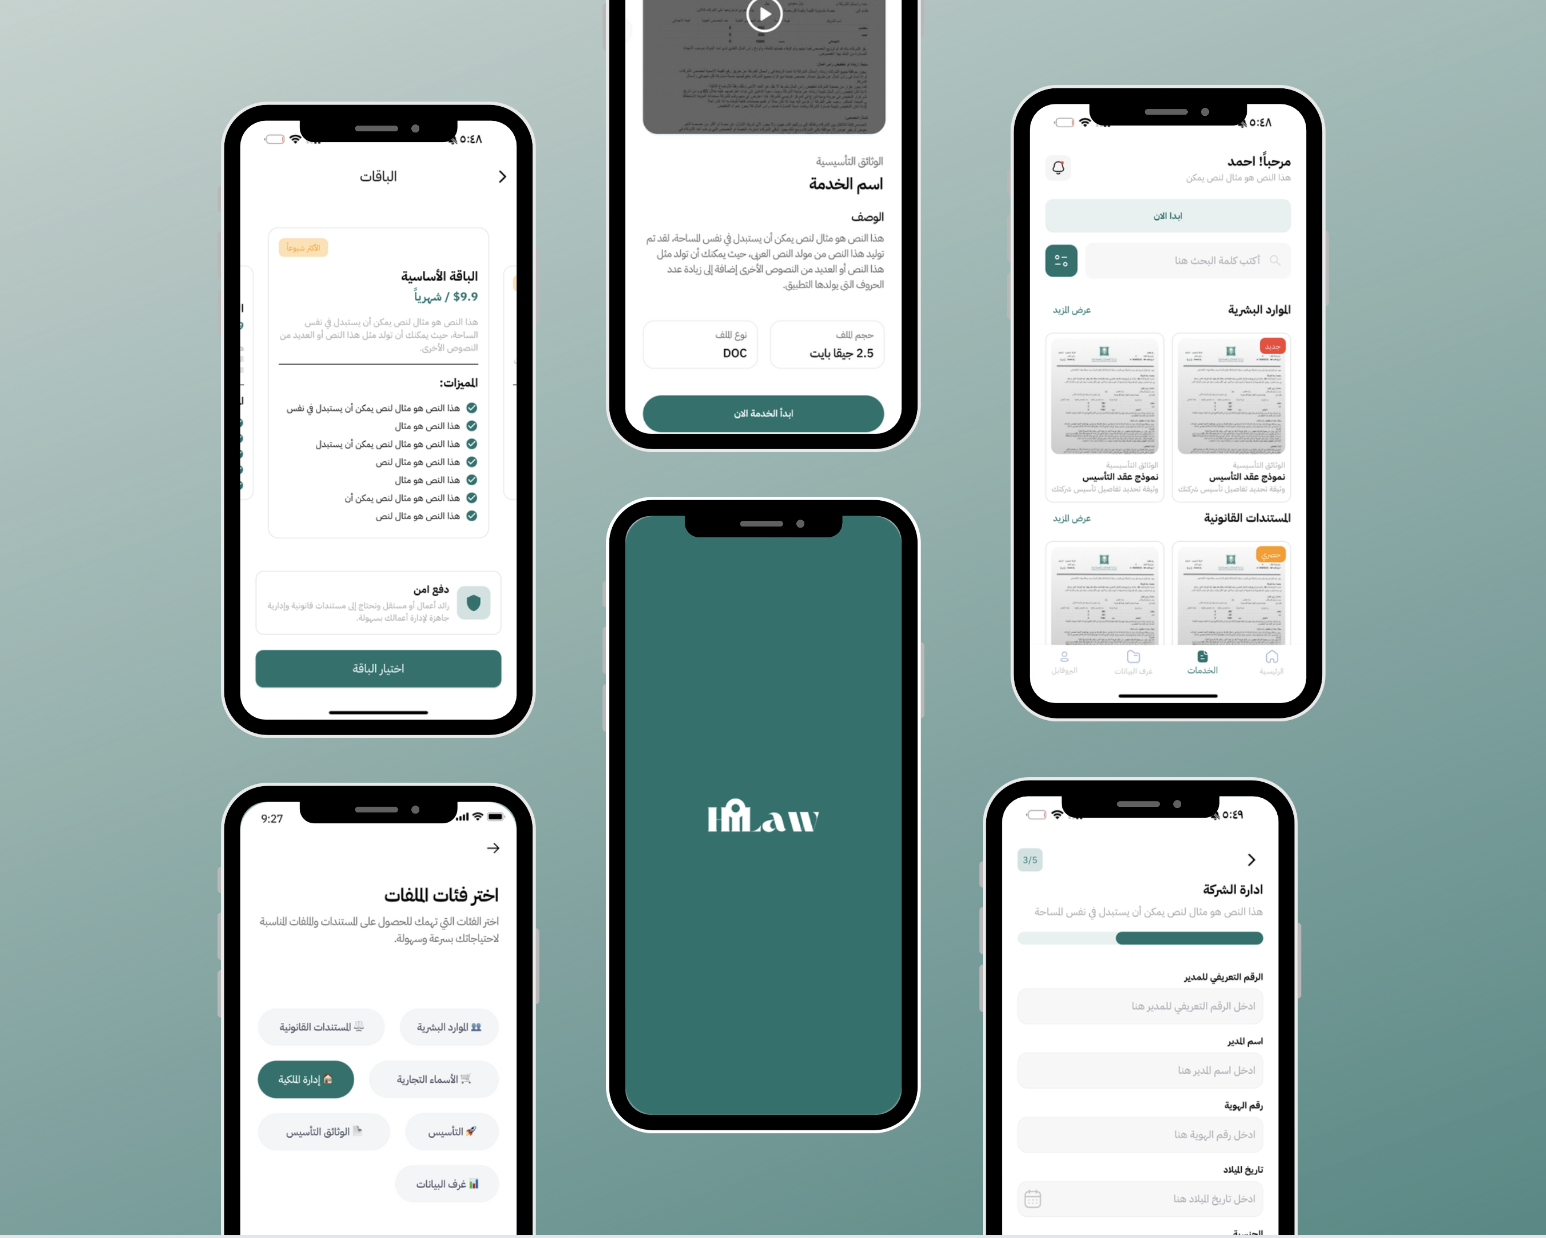 ٥:٤٨
الباقات
الأكثر شيوعاً
الباقة الأساسية
$9.9 / شهرياً
هذا النص هو مثال لنص يمكن أن يستبدل في نفس
الساحة، حيث يمكنك أن تولد مثل هذا النص أو العديد من
النصوص الأخرى.
المميزات:
هذا النص هو مثال لنص يمكن أن يستبدل في نفس
هذا النص هو مثال
هذا النص هو مثال لنص يمكن أن يستبدل
هذا النص هو مثال لنص
هذا النص هو مثال
هذا النص هو مثال لنص يمكن أن
هذا النص هو مثال لنص
دفع امن
رائد أعمال أو مستقل وتحتاج إلى مستندات قانونية وإدارية
جاهزة لإدارة أعمالك بسهولة.
اختيار الباقة
الوثائق التأسيسية
اسم الخدمة
الوصف
هذا النص هو مثال لنص يمكن أن يستبدل في نفس المساحة، لقد تم
توليد هذا النص من مولد النص العربى، حيث يمكنك أن تولد مثل
هذا النص أو العديد من النصوص الأخرى إضافة إلى زيادة عدد
الحروف التى يولدها التطبيق.
حجم الملف
2.5 جيقا بايت
نوع الملف
DOC
ابدأ الخدمة الان
٥:٤٨
مرحباً! احمد
هذا النص هو مثال لنص يمكن
ابدا الان
أكتب كلمة البحث هنا
الموارد البشرية
عرض المزيد
جديد
الوثائق التأسيسية
نموذج عقد التأسيس
وثيقة تحديد تفاصيل تأسيس شركتك
الوثائق التأسيسية
نموذج عقد التأسيس
وثيقة تحديد تفاصيل تأسيس شركتك
المستندات القانونية
عرض المزيد
حصري
الرئيسية
الخدمات
غرف البيانات
البروفايل
9:27
اختر فئات الملفات
اختر الفئات التي تهمك للحصول على المستندات والملفات المناسبة
لاحتياجاتك بسرعة وسهولة.
الموارد البشرية
المستندات القانونية
الأسماء التجارية
إدارة الملكية
التأسيس
الوثائق التأسيس
غرف البيانات
HiLaw
٥:٤٩
3/5
ادارة الشركة
هذا النص هو مثال لنص يمكن أن يستبدل في نفس المساحة
الرقم التعريفي للمدير
ادخل الرقم التعريفي للمدير هنا
اسم المدير
ادخل اسم المدير هنا
رقم الهوية
ادخل رقم الهوية هنا
تاريخ الميلاد
ادخل تاريخ الميلاد هنا
الجنسية